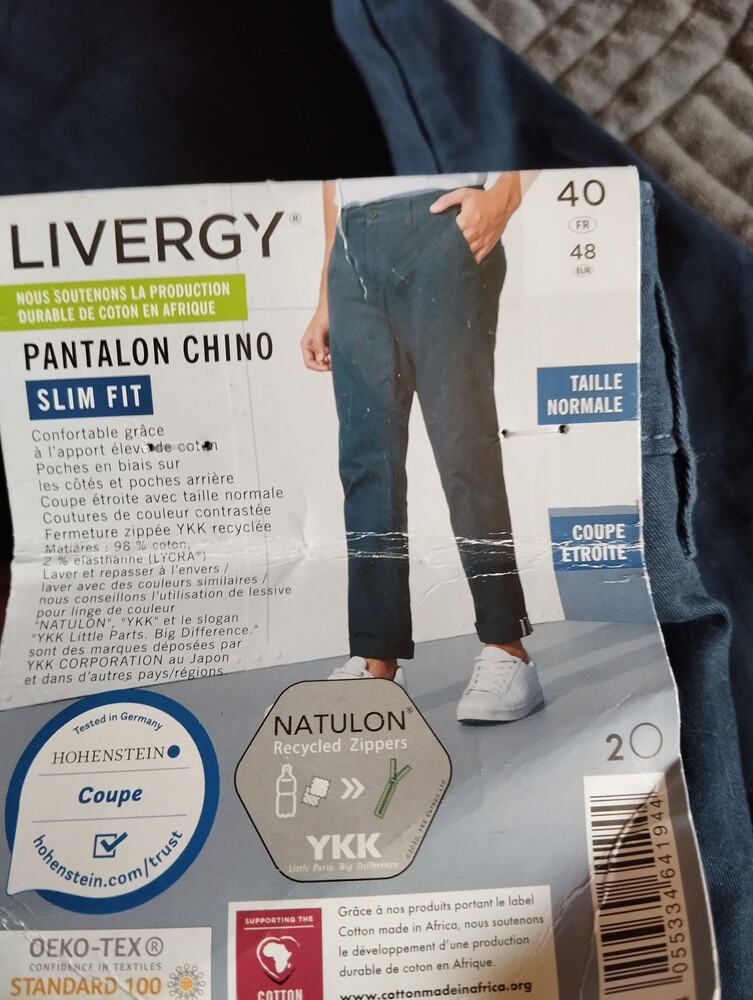 LIVERGY®
NOUS SOUTENONS LA PRODUCTION
DURABLE DE COTON EN AFRIQUE
PANTALON CHINO
SLIM FIT
Confortable grâce
à l'apport élevé de coton
Poches en biais sur
les côtés et poches arrière
Coupe étroite avec taille normale
Coutures de couleur contrastée
Fermeture zippée YKK recyclée
Matières : 98 % coton,
2 % élasthanne (LYCRA®)
Laver et repasser à l'envers /
laver avec des couleurs similaires /
nous conseillons l'utilisation de lessive
pour linge de couleur
"NATULON", "YKK" et le slogan
"YKK Little Parts. Big Difference."
sont des marques déposées par
YKK CORPORATION au Japon
et dans d'autres pays/régions.
40
FR
48
EUR
TAILLE
NORMALE
COUPE
ÉTROITE
Tested in Germany
HOHENSTEIN
Coupe
hohenstein.com/trust
NATULON®
Recycled Zippers
YKK
Little Parts. Big Difference.
©2020, YKK Europe Ltd
20
055334641944
OEKO-TEX®
CONFIDENCE IN TEXTILES
STANDARD 100
SUPPORTING THE
COTTON
Grâce à nos produits portant le label
Cotton made in Africa, nous soutenons
le développement d'une production
durable de coton en Afrique.
www.cottonmadeinafrica.org